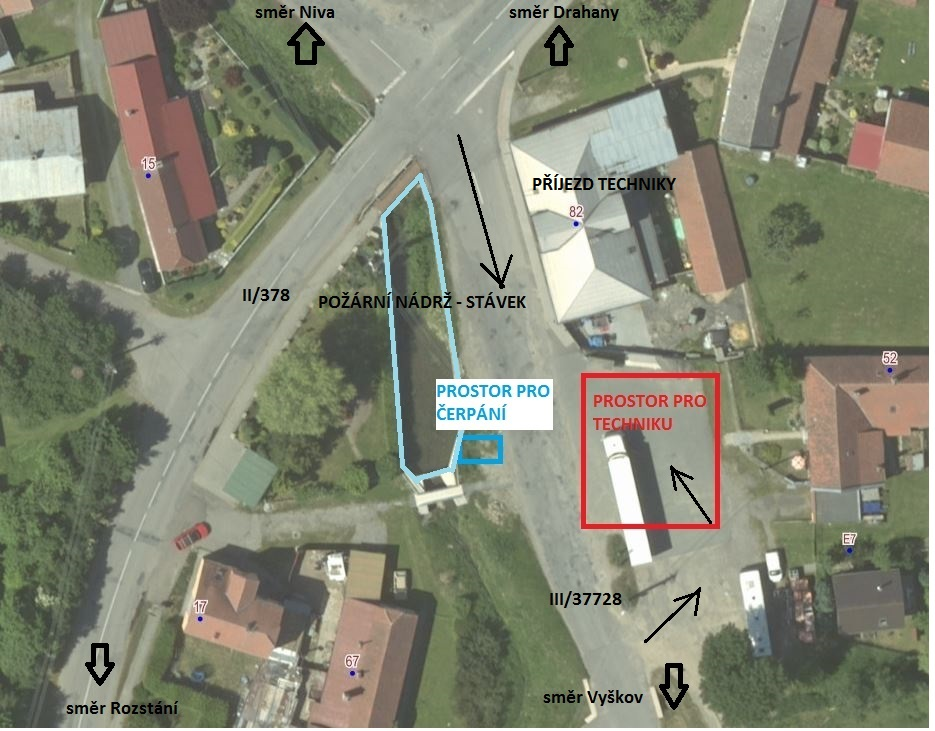 směr Niva
směr Drahany
15
PŘÍJEZD TECHNIKY
82
II/378
POŽÁRNÍ NÁDRŽ - STÁVEK
52
PROSTOR PRO
ČERPÁNÍ
PROSTOR PRO
TECHNIKU
E7
III/37728
17
67
směr Vyškov
směr Rozstání